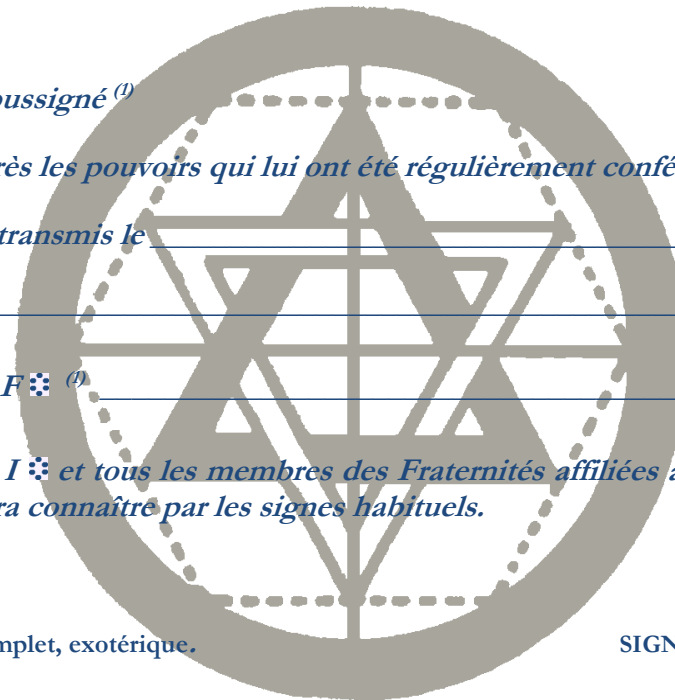 oussigné (1)
rès les pouvoirs qui lui ont été régulièrement confé
transmis le
F ⁝⁝ (1)
I ⁝⁝ et tous les membres des Fraternités affiliées a
ra connaître par les signes habituels.
mplet, exotérique.
SIGN